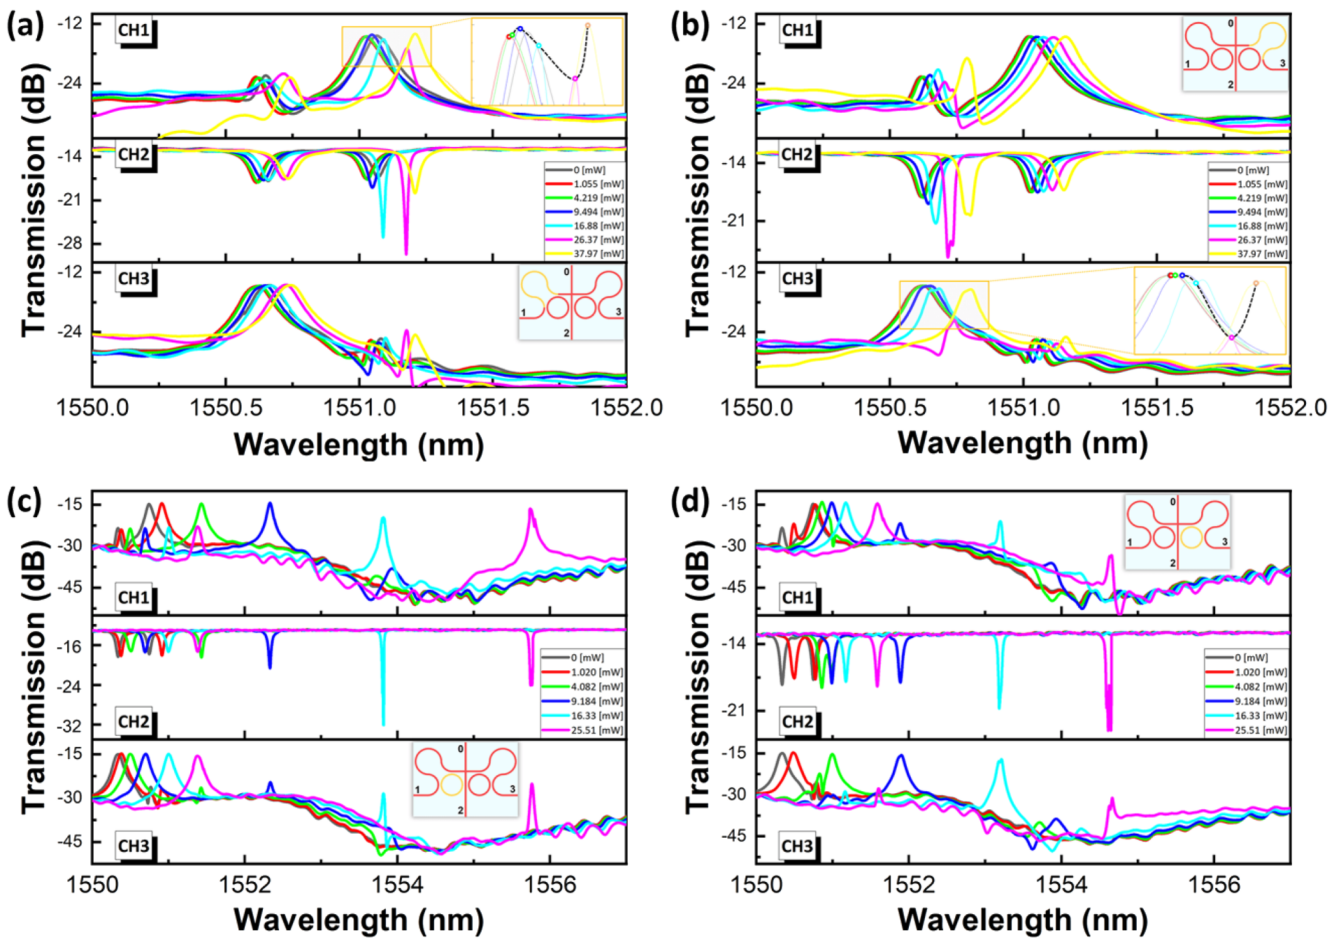 (a)
CH1
-12
-24
CH2
-14
-21
-28
0 [mW]
1.055 [mW]
4.219 [mW]
9.494 [mW]
16.88 [mW]
26.37 [mW]
37.97 [mW]
CH3
-12
-24
0
1
2
3
Transmission (dB)
1550.0
1550.5
1551.0
1551.5
1552.0
Wavelength (nm)
(b)
CH1
-12
-24
0
1
2
3
CH2
-14
-21
0 [mW]
1.055 [mW]
4.219 [mW]
9.494 [mW]
16.88 [mW]
26.37 [mW]
37.97 [mW]
CH3
-12
-24
Transmission (dB)
1550.0
1550.5
1551.0
1551.5
1552.0
Wavelength (nm)
(c)
-15
-30
-45
CH1
-16
-24
-32
CH2
0 [mW]
1.020 [mW]
4.082 [mW]
9.184 [mW]
16.33 [mW]
25.51 [mW]
-15
-30
-45
CH3
0
1
2
3
Transmission (dB)
1550
1552
1554
1556
Wavelength (nm)
(d)
-15
-30
-45
CH1
0
1
2
3
-14
-21
CH2
0 [mW]
1.020 [mW]
4.082 [mW]
9.184 [mW]
16.33 [mW]
25.51 [mW]
-15
-30
-45
CH3
Transmission (dB)
1550
1552
1554
1556
Wavelength (nm)